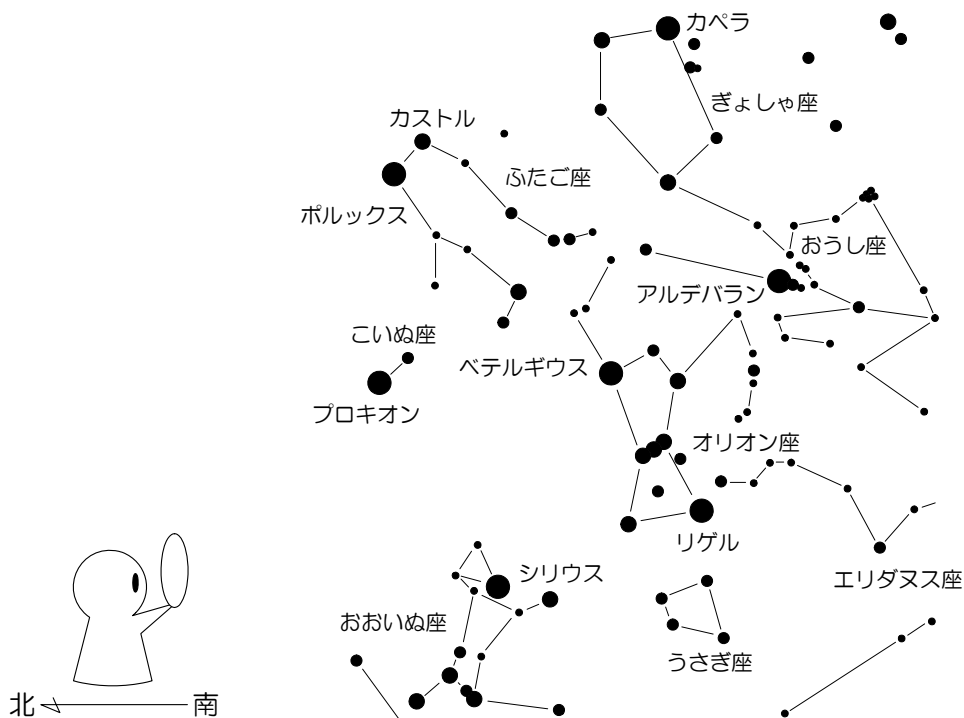 カペラ
ぎょしゃ座
カストル
ふたご座
ポルックス
おうし座
アルデバラン
こいぬ座
ベテルギウス
プロキオン
オリオン座
リゲル
シリウス
エリダヌス座
おおいぬ座
うさぎ座
北
南